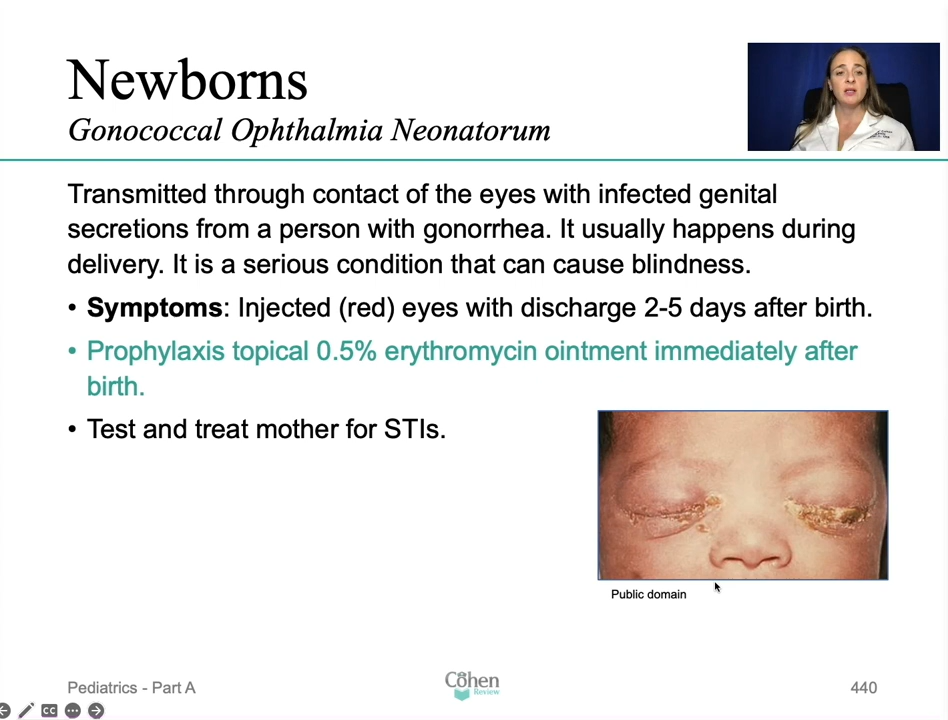 Newborns
Gonococcal Ophthalmia Neonatorum
Transmitted through contact of the eyes with infected genital
secretions from a person with gonorrhea. It usually happens during
delivery. It is a serious condition that can cause blindness.
• Symptoms: Injected (red) eyes with discharge 2-5 days after birth.
• Prophylaxis topical 0.5% erythromycin ointment immediately after
birth.
• Test and treat mother for STIs.
Public domain
Pediatrics - Part A
Cohen
Review
440
CC